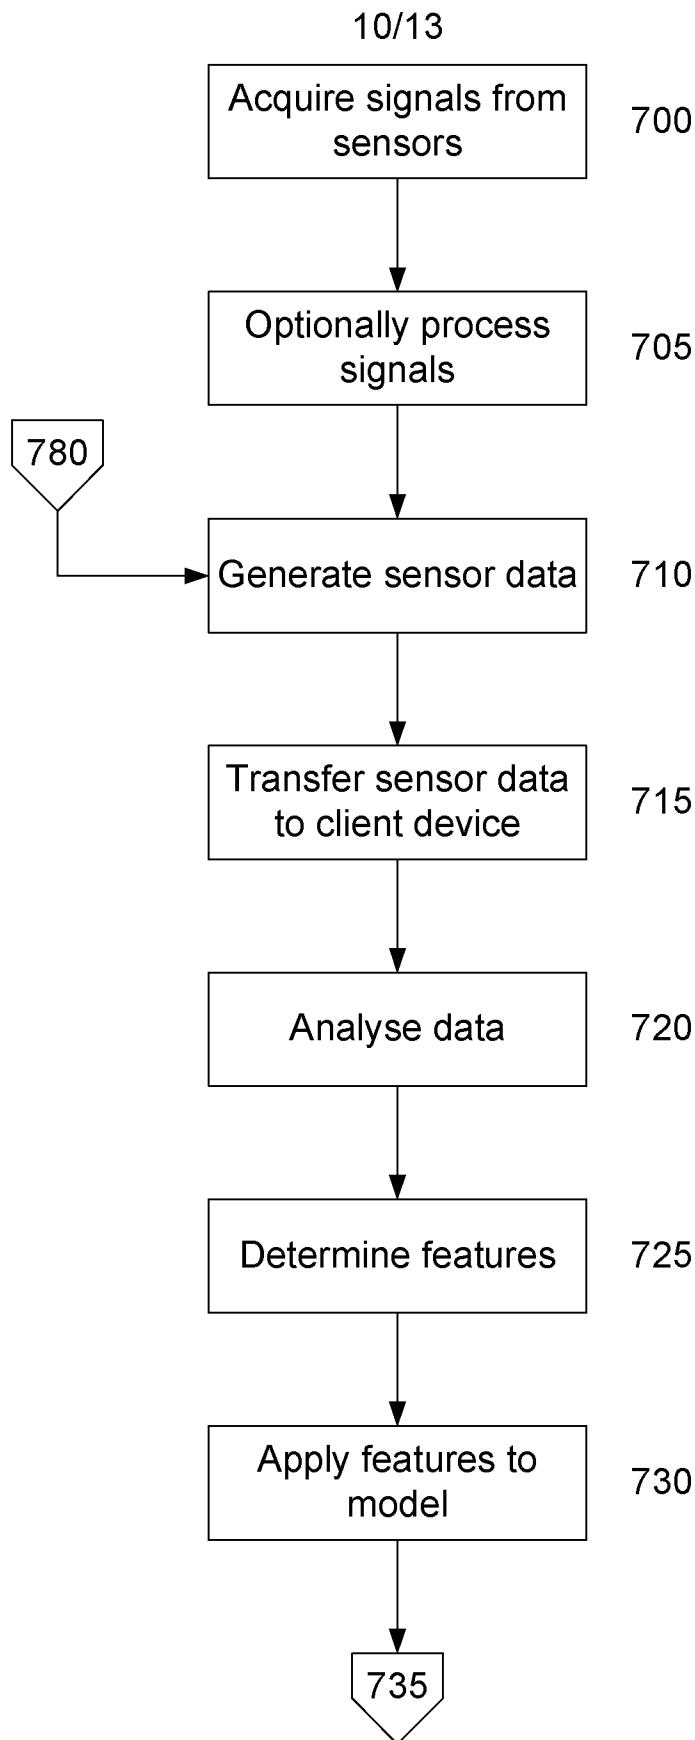 10/13
Acquire signals from
sensors
700
Optionally process
signals
705
780
Generate sensor data
710
Transfer sensor data
to client device
715
Analyse data
720
Determine features
725
Apply features to
model
730
735